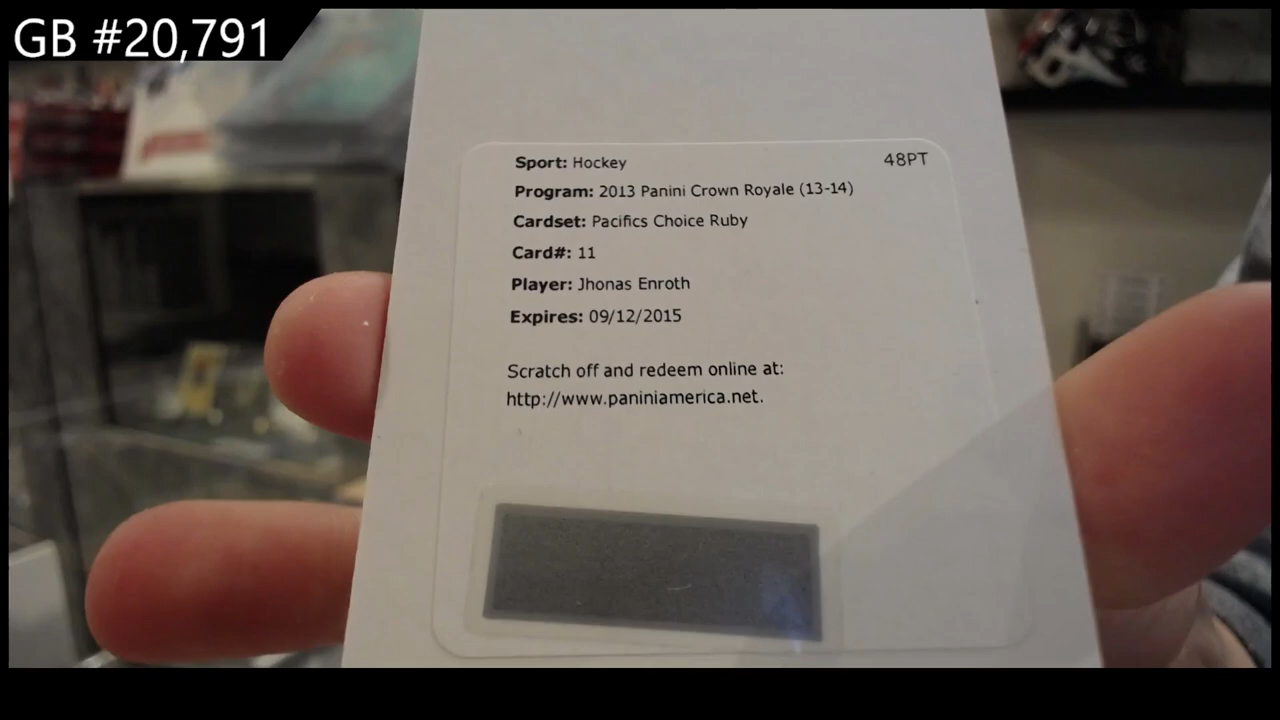 GB #20,791
Sport: Hockey
48PT
Program: 2013 Panini Crown Royale (13-14)
Cardset: Pacifics Choice Ruby
Card#: 11
Player: Jhonas Enroth
Expires: 09/12/2015
Scratch off and redeem online at:
http://www.paniniamerica.net.